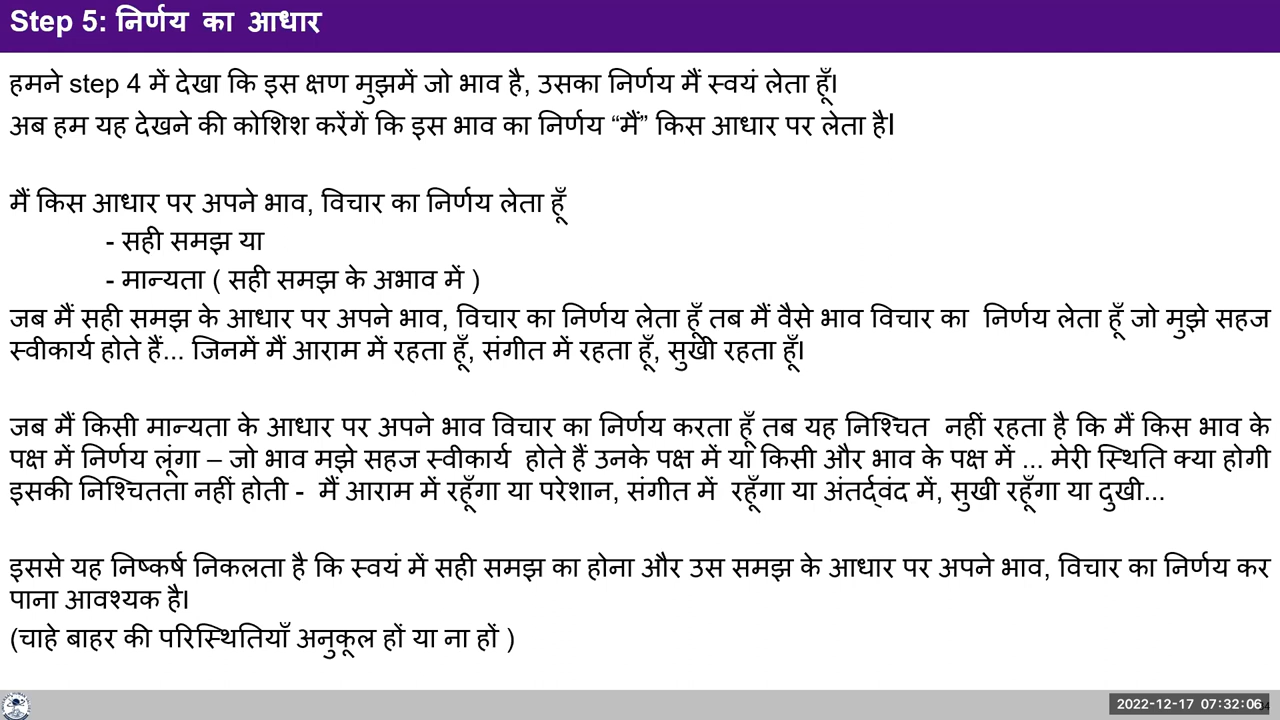 Step 5: निर्णय का आधार
हमने step 4 में देखा कि इस क्षण मुझमें जो भाव है, उसका निर्णय मैं स्वयं लेता हूँ।
अब हम यह देखने की कोशिश करेंगें कि इस भाव का निर्णय “मैं” किस आधार पर लेता है।
मैं किस आधार पर अपने भाव, विचार का निर्णय लेता हूँ
- सही समझ या
- मान्यता ( सही समझ के अभाव में )
जब मैं सही समझ के आधार पर अपने भाव, विचार का निर्णय लेता हूँ तब मैं वैसे भाव विचार का निर्णय लेता हूँ जो मुझे सहज
स्वीकार्य होते हैं... जिनमें मैं आराम में रहता हूँ, संगीत में रहता हूँ, सुखी रहता हूँ।
जब मैं किसी मान्यता के आधार पर अपने भाव विचार का निर्णय करता हूँ तब यह निश्चित नहीं रहता है कि मैं किस भाव के
पक्ष में निर्णय लूंगा – जो भाव मझे सहज स्वीकार्य होते हैं उनके पक्ष में या किसी और भाव के पक्ष में ... मेरी स्थिति क्या होगी
इसकी निश्चितता नहीं होती - मैं आराम में रहूँगा या परेशान, संगीत में रहूँगा या अंतर्द्वंद में, सुखी रहूँगा या दुखी...
इससे यह निष्कर्ष निकलता है कि स्वयं में सही समझ का होना और उस समझ के आधार पर अपने भाव, विचार का निर्णय कर
पाना आवश्यक है।
(चाहे बाहर की परिस्थितियाँ अनुकूल हों या ना हों )
2022-12-17 07:32:06